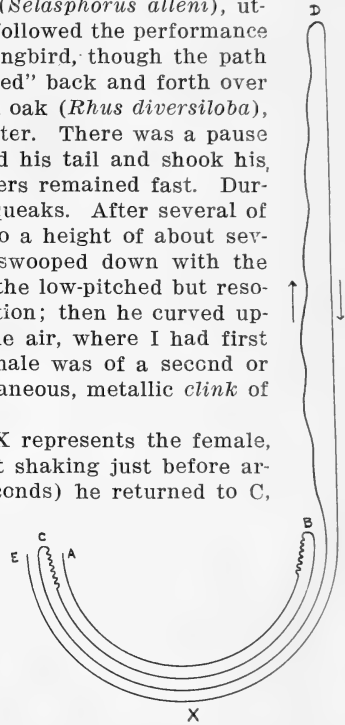 D
(Selasphorus alleni), ut-
ollowed the performance
ngbird, though the path
ed” back and forth over
oak (Rhus diversiloba),
ter. There was a pause
d his tail and shook his,
ers remained fast. Dur-
queaks. After several of
o a height of about sev-
swooped down with the
the low-pitched but reso-
tion; then he curved up-
e air, where I had first
nale was of a second or
aneous, metallic clink of
X represents the female,
t shaking just before ar-
onds) he returned to C,
E C A B
X